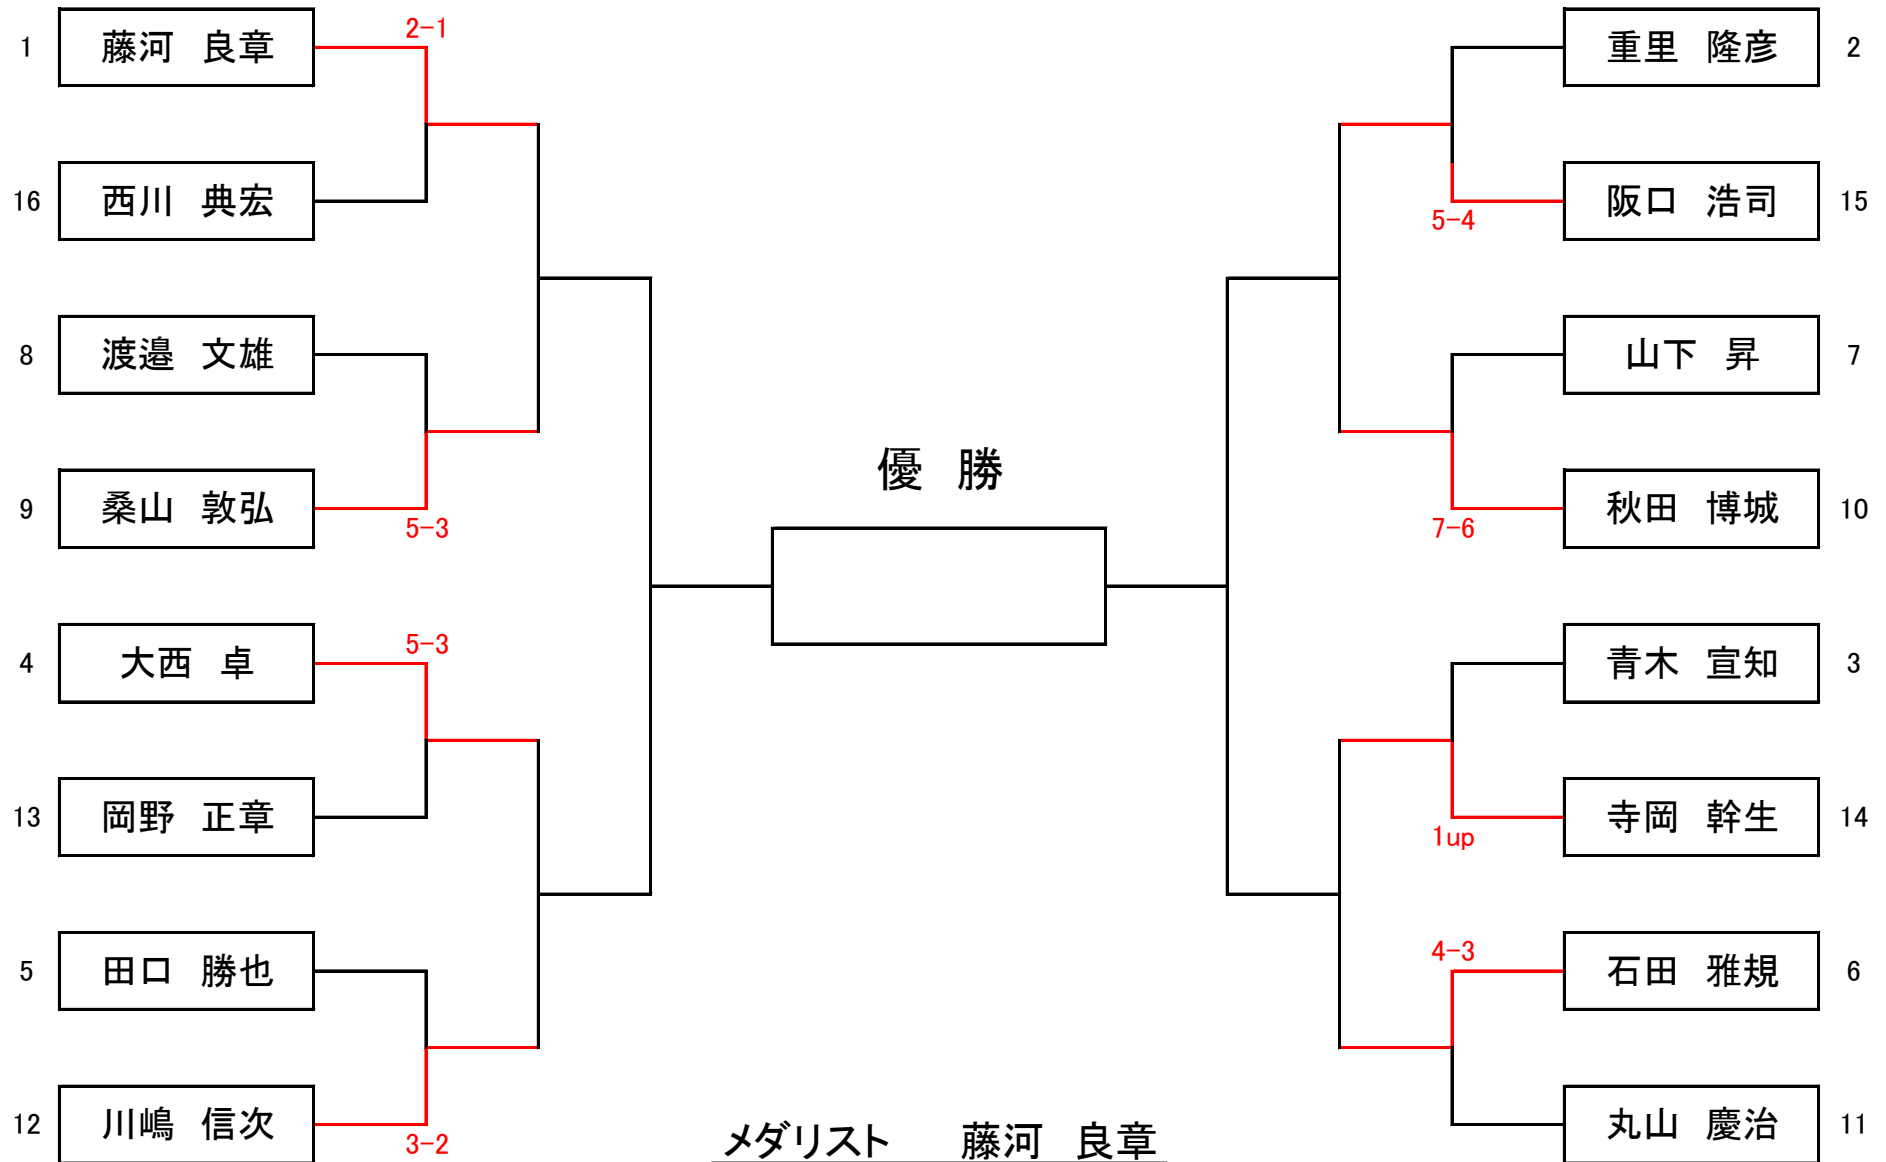 1 藤河 良章 2-1
16 西川 典宏
8 渡邉 文雄
9 桑山 敦弘 5-3
4 大西 卓 5-3
13 岡野 正章
5 田口 勝也
12 川嶋 信次 3-2
優 勝
重里 隆彦 2
5-4 阪口 浩司 15
山下 昇 7
7-6 秋田 博城 10
青木 宣知 3
1up 寺岡 幹生 14
4-3 石田 雅規 6
丸山 慶治 11
メダリスト 藤河 良章